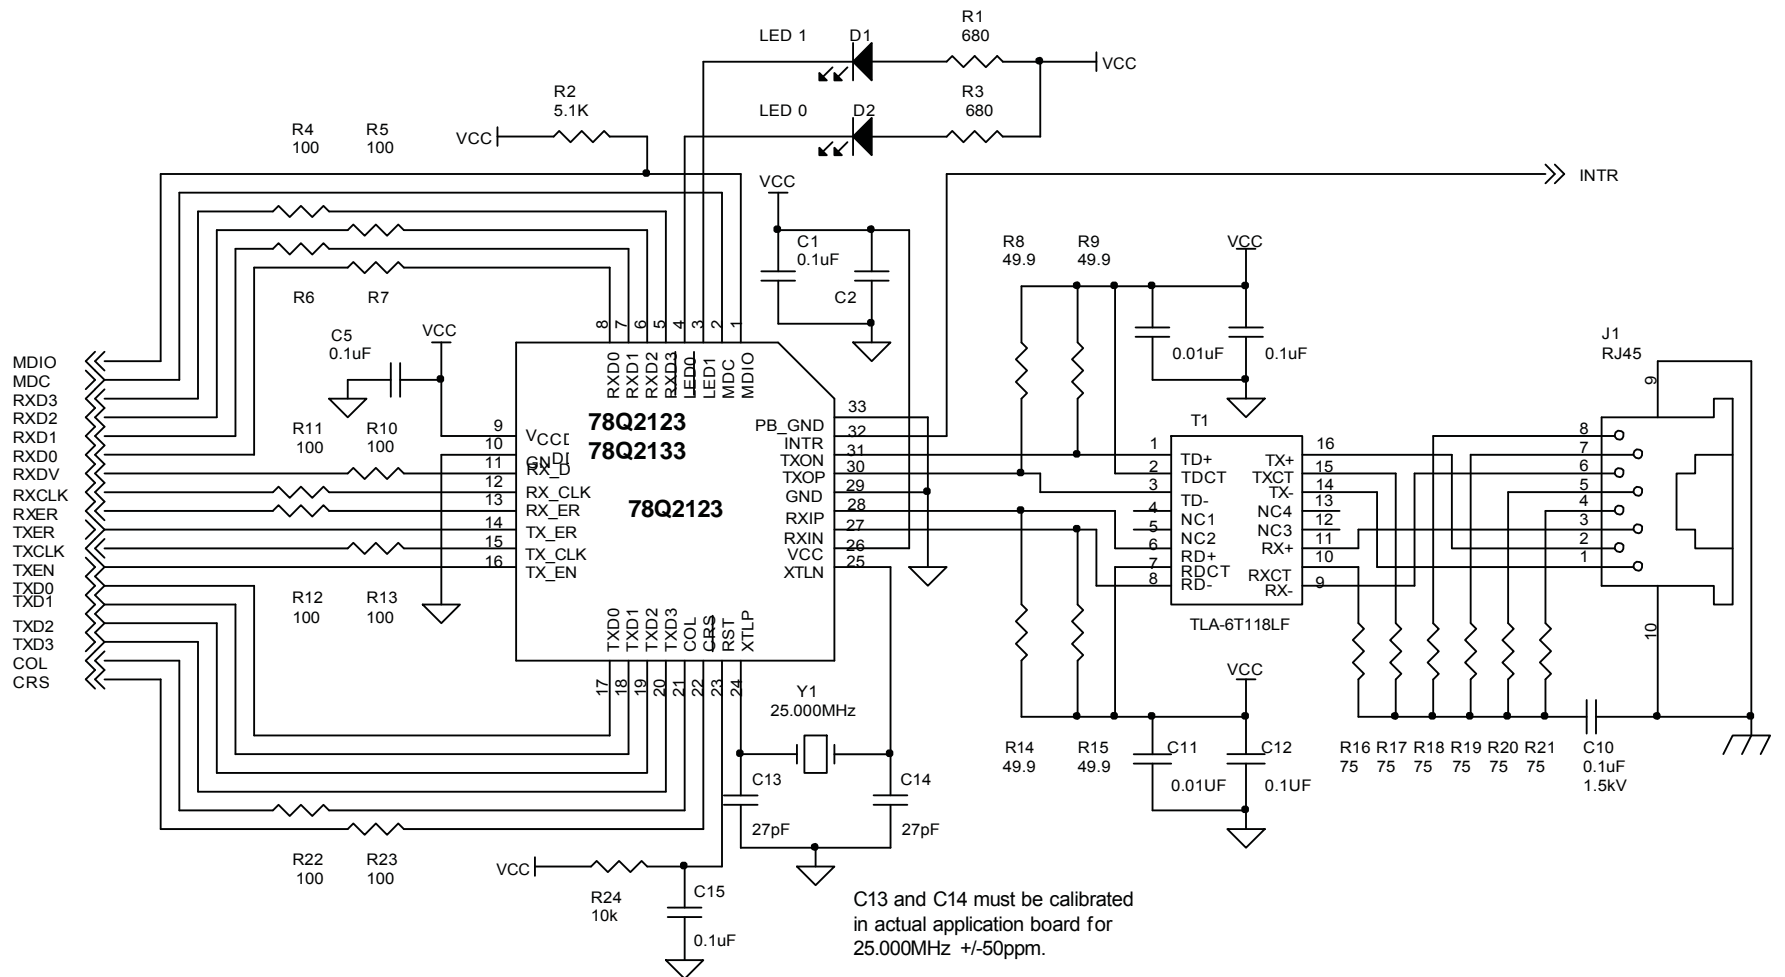 LED 1 D1 R1
680
VCC
R2
5.1K
LED 0 D2 R3
680
VCC
R4 R5
100 100
VCC
INTR
C1
0.1uF
C2
R8 R9
49.9 49.9
VCC
0.01uF 0.1uF
R6 R7
C5
0.1uF
VCC
8 7 6 5 4 3 2 1
RXD0 RXD1 RXD2 RXD3 LED0 LED1 MDC MDIO
MDIO
MDC
RXD3
RXD2
RXD1
RXD0
RXDV
RXCLK
RXER
TXER
TXCLK
TXEN
TXD0
TXD1
TXD2
TXD3
COL
CRS
R11 R10
100 100
R12 R13
100 100
9
10
11
12
13
14
15
16
RX_CLK
RX_ER
TX_ER
TX_CLK
TX_EN
78Q2123
78Q2133
78Q2123
PB_GND 33
INTR 32
TXON 31
TXOP 30
GND 29
RXIP 28
RXIN 27
VCC 26
XTLN 25
TXD0 TXD1 TXD2 TXD3 COL CRS RST XTLP
17 18 19 20 21 22 23 24
T1
1 TD+ TX+ 16
2 TDCT TXCT 15
3 TD- TX- 14
4 NC1 NC4 13
5 NC2 NC3 12
6 RD+ RX+ 11
7 RDCT RXCT 10
8 RD- RX- 9
TLA-6T118LF
J1
RJ45
9
8
7
6
5
4
3
2
1
10
Y1
25.000MHz
VCC
R14 R15 C11 C12
49.9 49.9 0.01UF 0.1UF
R16 R17 R18 R19 R20 R21 C10
75 75 75 75 75 75 0.1uF
1.5kV
C13 C14
27pF 27pF
R22 R23
100 100
VCC
R24
10k
C15
0.1uF
C13 and C14 must be calibrated
in actual application board for
25.000MHz +/-50ppm.